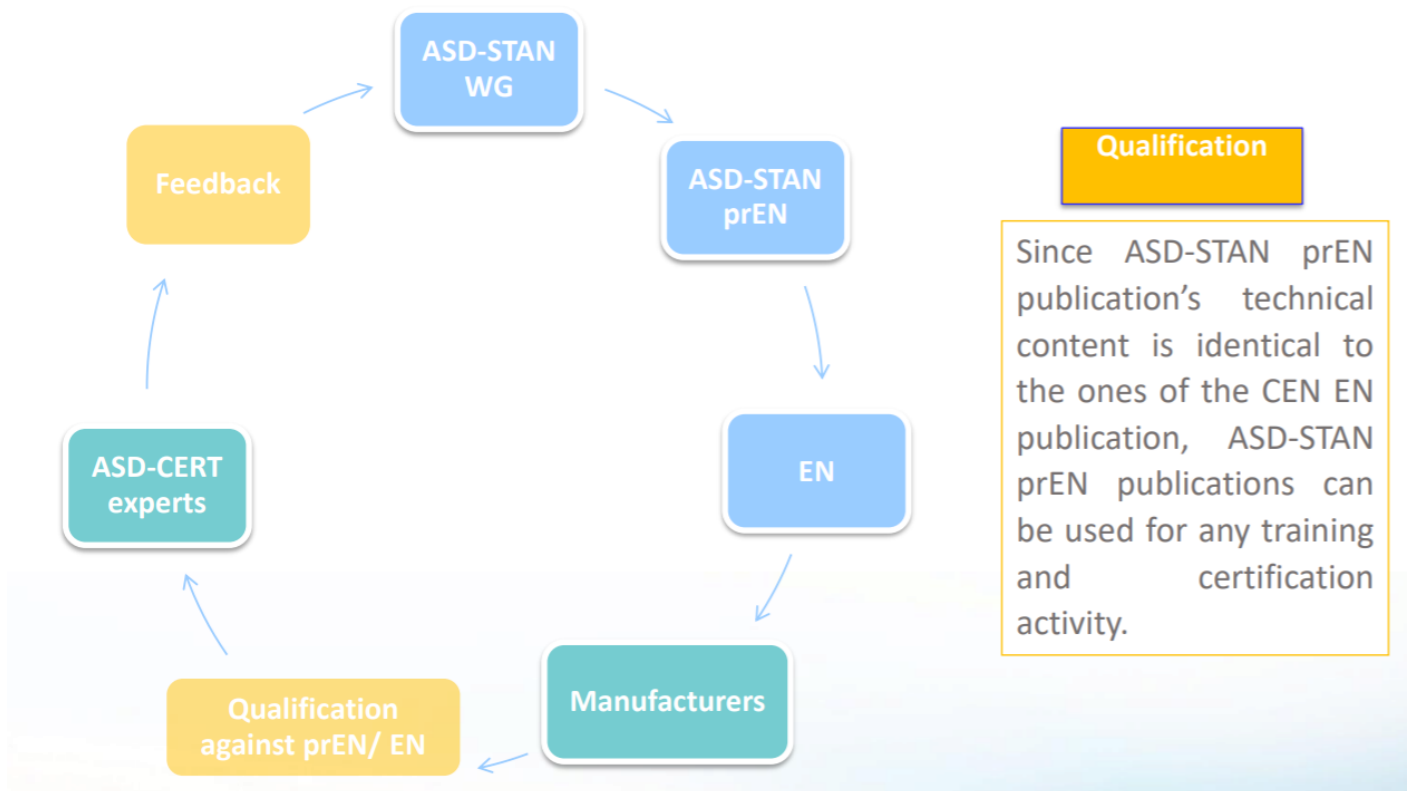 ASD-STAN
WG
ASD-STAN
prEN
EN
Manufacturers
Qualification
against prEN/ EN
ASD-CERT
experts
Feedback
Qualification
Since ASD-STAN prEN
publication’s technical
content is identical to
the ones of the CEN EN
publication, ASD-STAN
prEN publications can
be used for any training
and certification
activity.